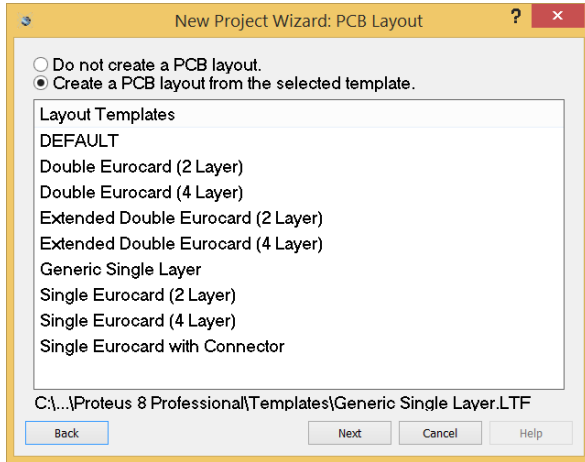 New Project Wizard: PCB Layout ? ×
Do not create a PCB layout.
Create a PCB layout from the selected template.
Layout Templates
DEFAULT
Double Eurocard (2 Layer)
Double Eurocard (4 Layer)
Extended Double Eurocard (2 Layer)
Extended Double Eurocard (4 Layer)
Generic Single Layer
Single Eurocard (2 Layer)
Single Eurocard (4 Layer)
Single Eurocard with Connector
C:\...\Proteus 8 Professional\Templates\Generic Single Layer.LTF
Back Next Cancel Help